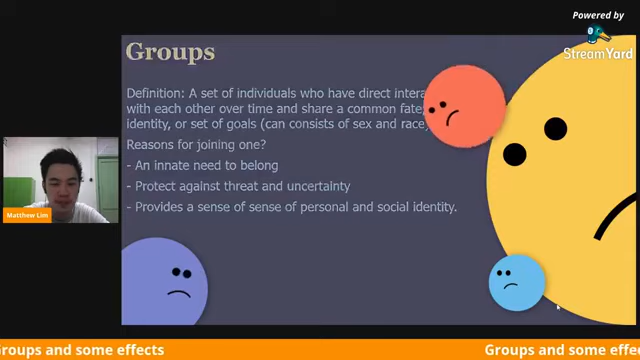 Powered by
StreamYard
Groups
Definition: A set of individuals who have direct
with each other over time and share a common fate
identity, or set of goals (can consists of sex and race)
Reasons for joining one?
- An innate need to belong
- Protect against threat and uncertainty
- Provides a sense of sense of personal and social identity.
Matthew Lim
Groups and some effects
Groups and some